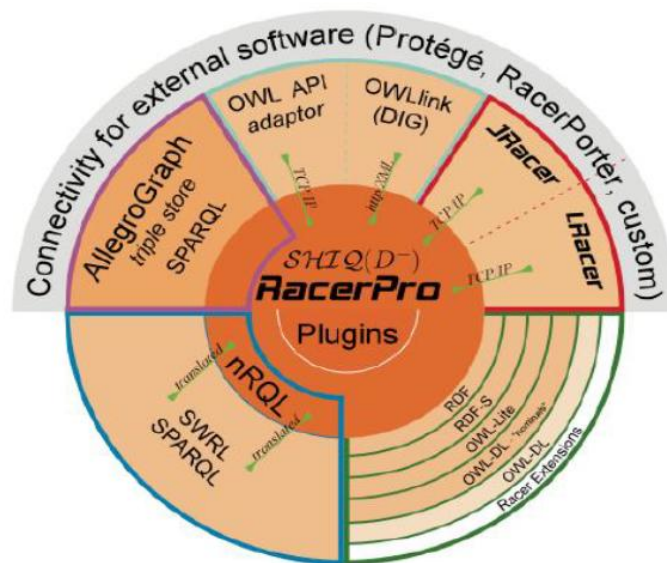 Connectivity for external software (Protégé, RacerPorter, custom)
OWL API
adaptor
OWLlink
(DIG)
AllegroGraph
triple store
SPARQL
TCP/IP
http/XML
TCP/IP
JRacer
LRacer
TCP/IP
SHIQ(D⁻)
RacerPro
Plugins
nRQL
translated
SWRL
SPARQL
translated
RDF
RDF-S
OWL-Lite
OWL-DL - "nominals"
OWL-DL
Racer Extensions